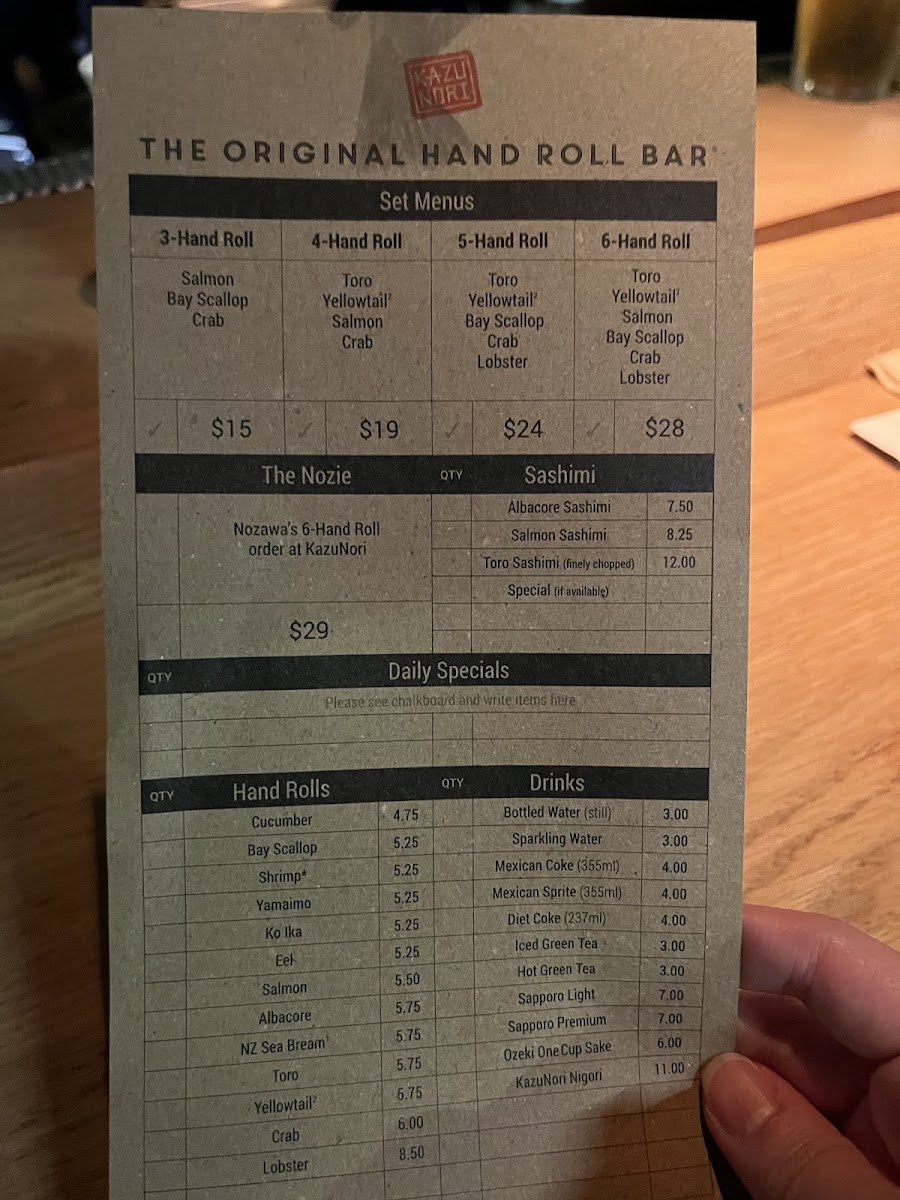 KAZU
NORI
THE ORIGINAL HAND ROLL BAR®
Set Menus
3-Hand Roll
Salmon
Bay Scallop
Crab
✓ $15
4-Hand Roll
Toro
Yellowtail²
Salmon
Crab
✓ $19
5-Hand Roll
Toro
Yellowtail²
Bay Scallop
Crab
Lobster
✓ $24
6-Hand Roll
Toro
Yellowtail²
Salmon
Bay Scallop
Crab
Lobster
✓ $28
The Nozie
Nozawa's 6-Hand Roll
order at KazuNori
$29
QTY Sashimi
Albacore Sashimi 7.50
Salmon Sashimi 8.25
Toro Sashimi (finely chopped) 12.00
Special (if available)
QTY Daily Specials
Please see chalkboard and write items here
QTY Hand Rolls
Cucumber 4.75
Bay Scallop 5.25
Shrimp* 5.25
Yamaimo 5.25
Ko Ika 5.25
Eel 5.25
Salmon 5.50
Albacore 5.75
NZ Sea Bream¹ 5.75
Toro 5.75
Yellowtail² 5.75
Crab 6.00
Lobster 8.50
QTY Drinks
Bottled Water (still) 3.00
Sparkling Water 3.00
Mexican Coke (355ml) 4.00
Mexican Sprite (355ml) 4.00
Diet Coke (237ml) 4.00
Iced Green Tea 3.00
Hot Green Tea 3.00
Sapporo Light 7.00
Sapporo Premium 7.00
Ozeki One Cup Sake 6.00
KazuNori Nigori 11.00